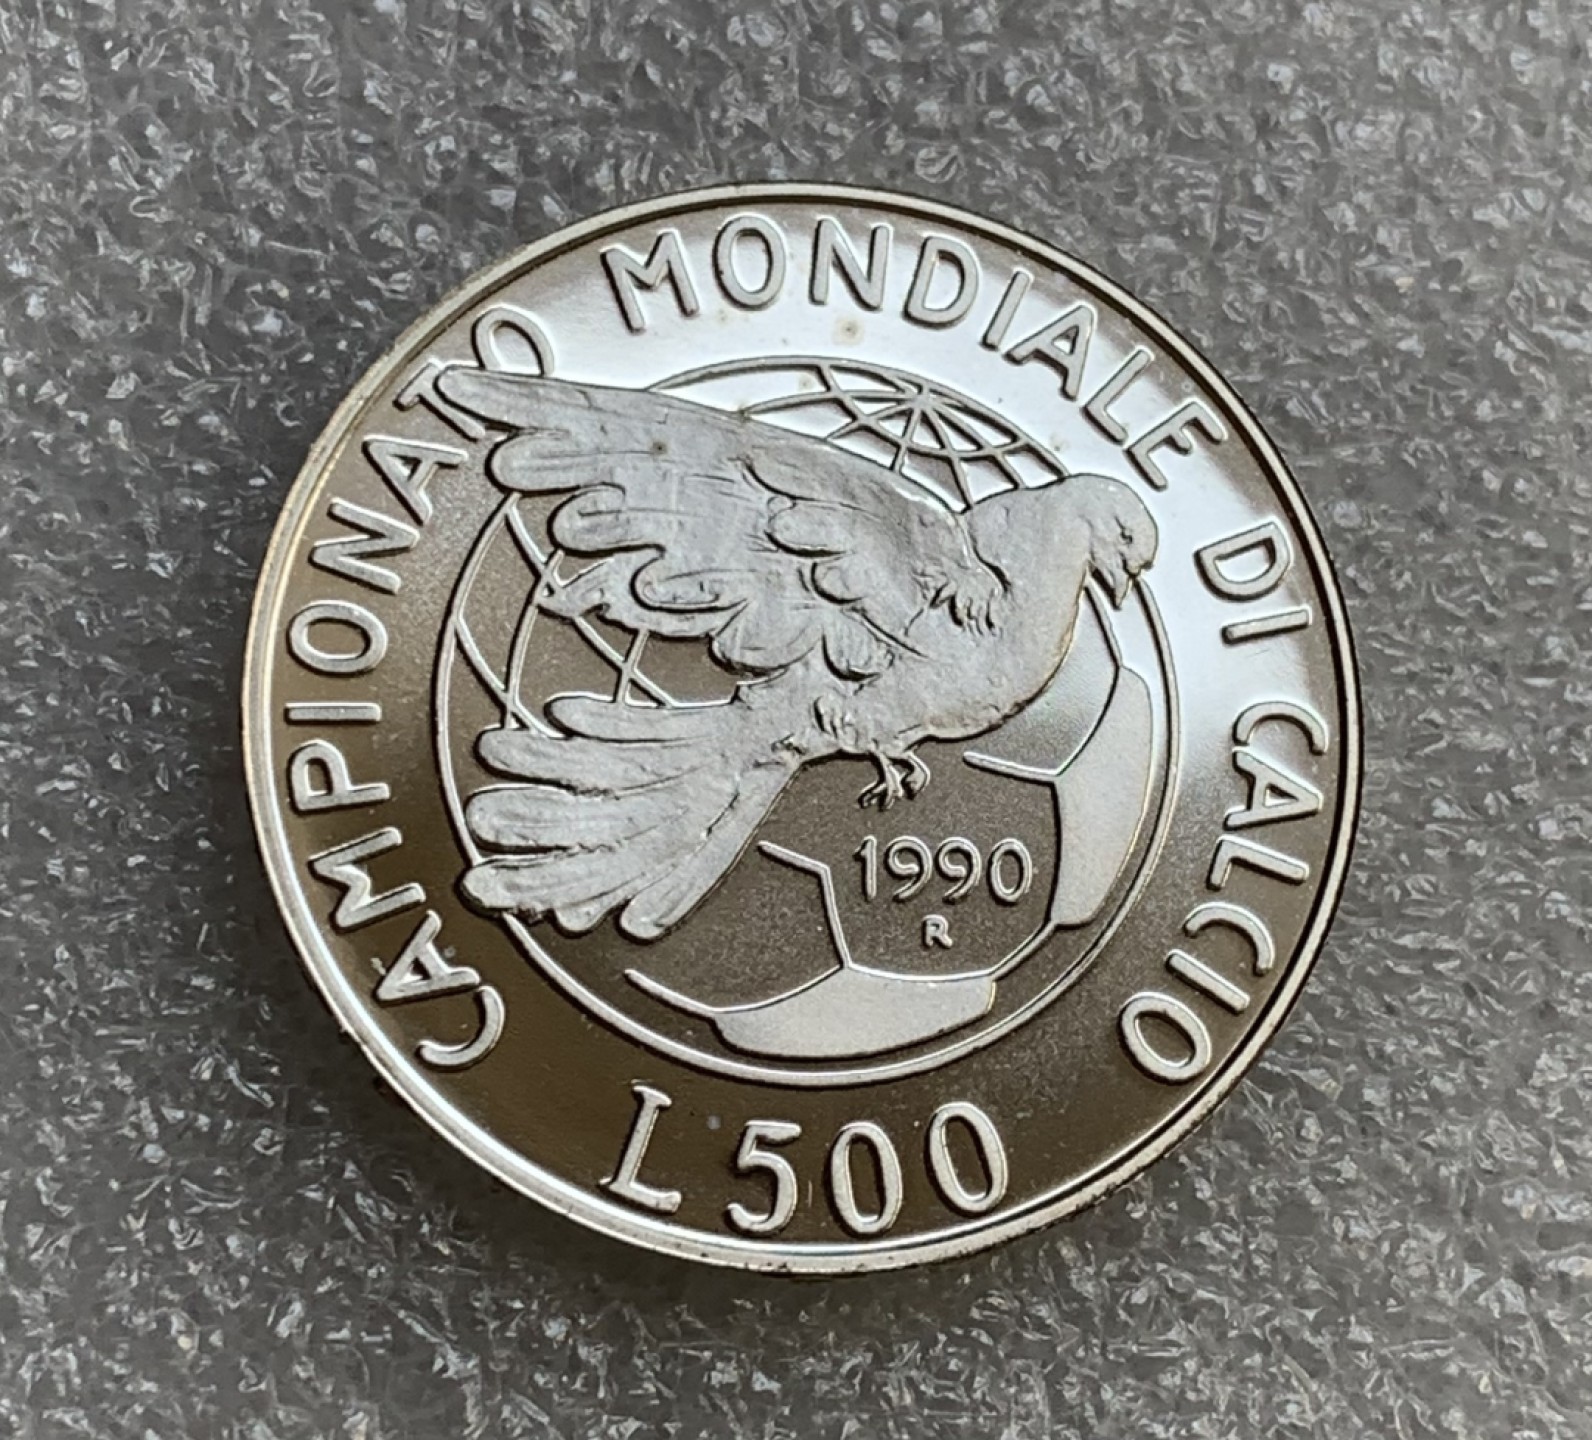 CAMPIONATO MONDIALE DI CALCIO
1990
R
L 500